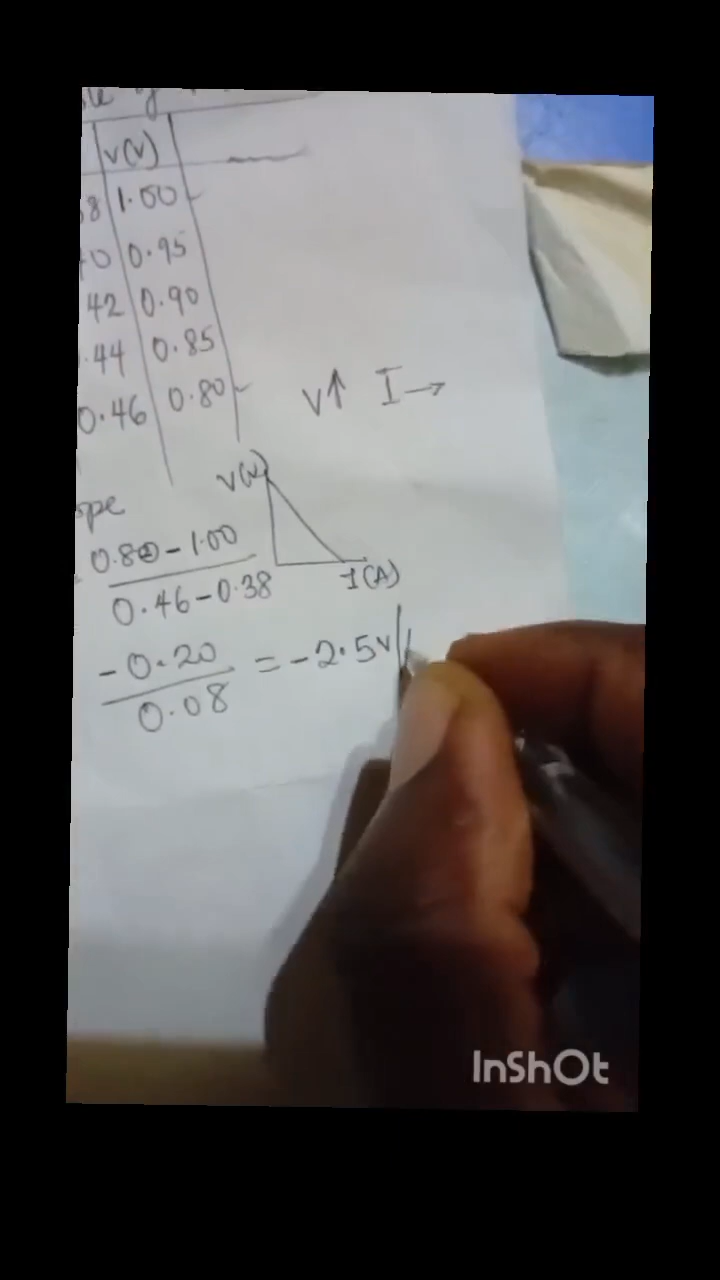 V(V)
8 1.00
0 0.95
42 0.90
.44 0.85
0.46 0.80
V↑ I→
V(V)
ope
0.80-1.00
0.46-0.38
I(A)
-0.20
0.08
=-2.5V/
InShOt